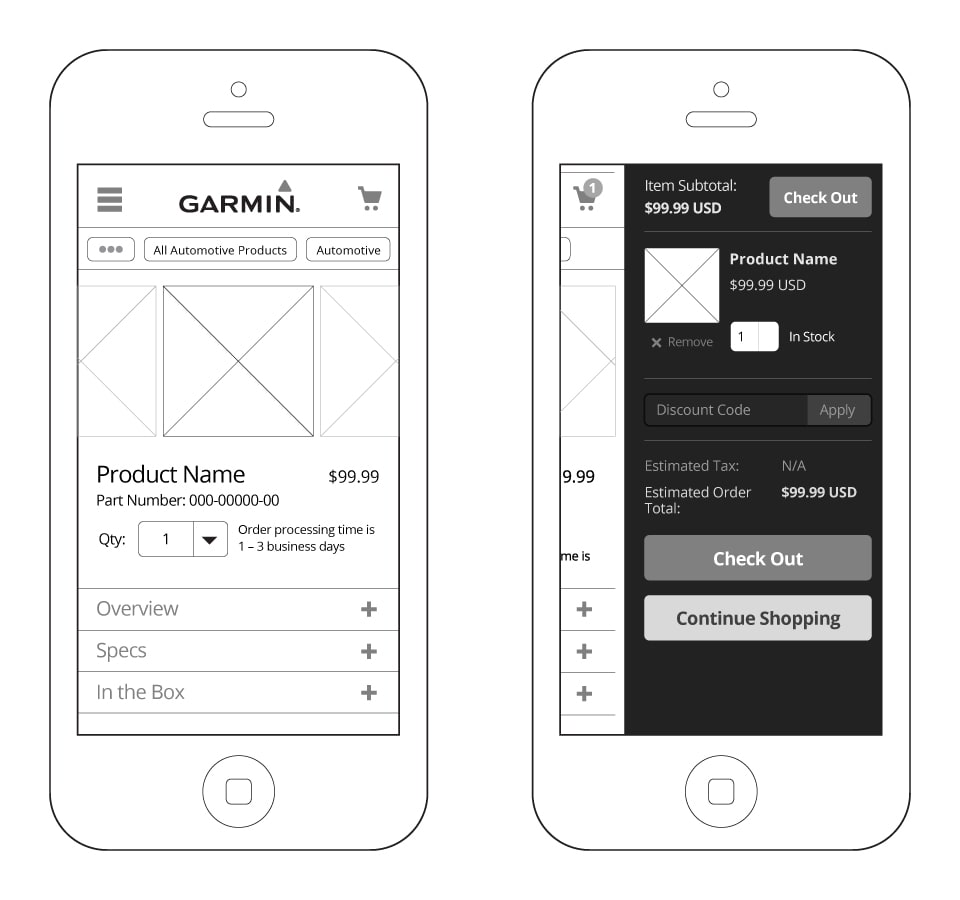 GARMIN.
All Automotive Products
Automotive
Product Name
$99.99
Part Number: 000-00000-00
Qty:
1
Order processing time is
1 – 3 business days
Overview
Specs
In the Box
1
9.99
me is
Item Subtotal:
$99.99 USD
Check Out
Product Name
$99.99 USD
1
In Stock
Remove
Discount Code
Apply
Estimated Tax:
N/A
Estimated Order
Total:
$99.99 USD
Check Out
Continue Shopping